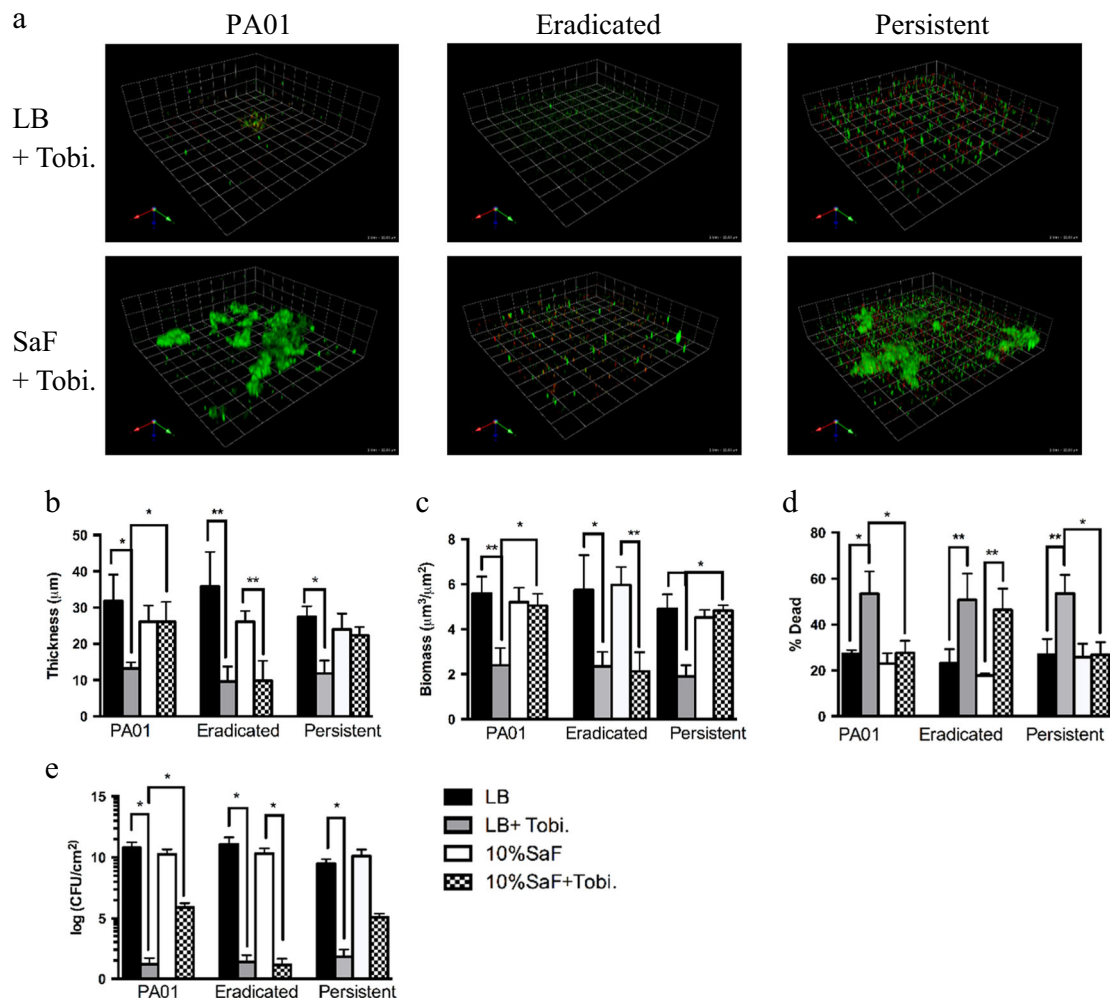 a
PA01 Eradicated Persistent
LB
+ Tobi.
SaF
+ Tobi.
b
Thickness (μm)
50
40
30
20
10
0
* * ** ** *
PA01 Eradicated Persistent
c
Biomass (μm³/μm²)
8
6
4
2
0
** * * ** *
PA01 Eradicated Persistent
d
% Dead
80
60
40
20
0
* * ** ** ** *
PA01 Eradicated Persistent
e
log (CFU/cm²)
15
10
5
0
* * * * *
PA01 Eradicated Persistent
LB
LB+ Tobi.
10%SaF
10%SaF+Tobi.